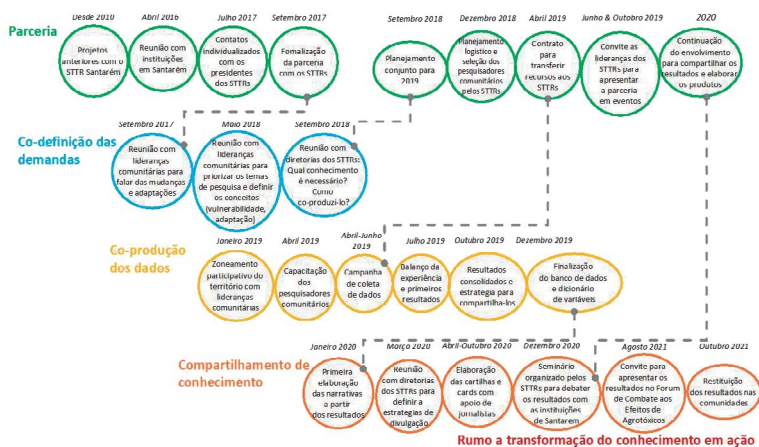 Parceria
Desde 2010
Projetos
anteriores com o
STTR Santarém
Abril 2016
Reunião com
instituições
em Santarém
Julho 2017
Contatos
individualizados
com os
presidentes
dos STTRs
Setembro 2017
Fomalização
da parceria
com os STTRs
Setembro 2018
Planejamento
conjunto para
2019
Dezembro 2018
Planejamento
logístico e
seleção dos
pesquisadores
comunitários
pelos STTRs
Abril 2019
Contrato
para
transferir
recursos aos
STTRs
Junho & Outubro 2019
Convite as
lideranças dos
STTRs para
apresentar
a parceria
em eventos
2020
Continuação
do envolvimento
para compartilhar os
resultados e elaborar
os produtos
Co-definição das
demandas
Setembro 2017
Reunião com
lideranças
comunitárias para
falar das mudanças
e adaptações
Maio 2018
Reunião com
lideranças
comunitárias para
priorizar os temas
de pesquisa e definir
os conceitos
(vulnerabilidade,
adaptação)
Setembro 2018
Reunião com
diretorias dos STTRs:
Qual conhecimento
é necessário?
Como
co-produzi-lo?
Co-produção
dos dados
Janeiro 2019
Zoneamento
participativo do
território com
lideranças
comunitárias
Abril 2019
Capacitação
dos
pesquisadores
comunitários
Abril-Junho
2019
Campanha
de coleta
de dados
Julho 2019
Balanço da
experiência
e primeiros
resultados
Outubro 2019
Resultados
consolidados e
estrategia para
compartilha-los
Dezembro 2019
Finalização
do banco de dados
e dicionário
de variáveis
Compartilhamento de
conhecimento
Janeiro 2020
Primeira
elaboração
das narrativas
a partir
dos resultados
Março 2020
Reunião
com diretorias
dos STTRs para
definir a
estrategias de
divulgação
Abril-Outubro 2020
Elaboração
das cartilhas e
cards com
apoio de
jornalistas
Dezembro 2020
Seminário
organizado pelos
STTRs para debater
os resultados com
as instituições
de Santarem
Agosto 2021
Convite para
apresentar os
resultados no Forum
de Combate aos
Efeitos de
Agrotóxicos
Outubro 2021
Restituição
dos resultados nas
comunidades
Rumo a transformação do conhecimento em ação